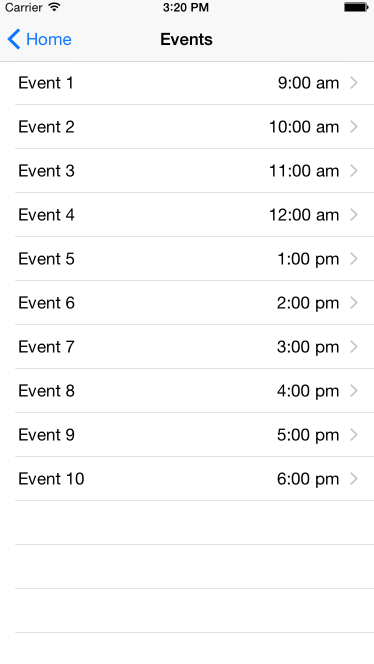 Carrier 3:20 PM
Home Events
Event 1 9:00 am
Event 2 10:00 am
Event 3 11:00 am
Event 4 12:00 am
Event 5 1:00 pm
Event 6 2:00 pm
Event 7 3:00 pm
Event 8 4:00 pm
Event 9 5:00 pm
Event 10 6:00 pm